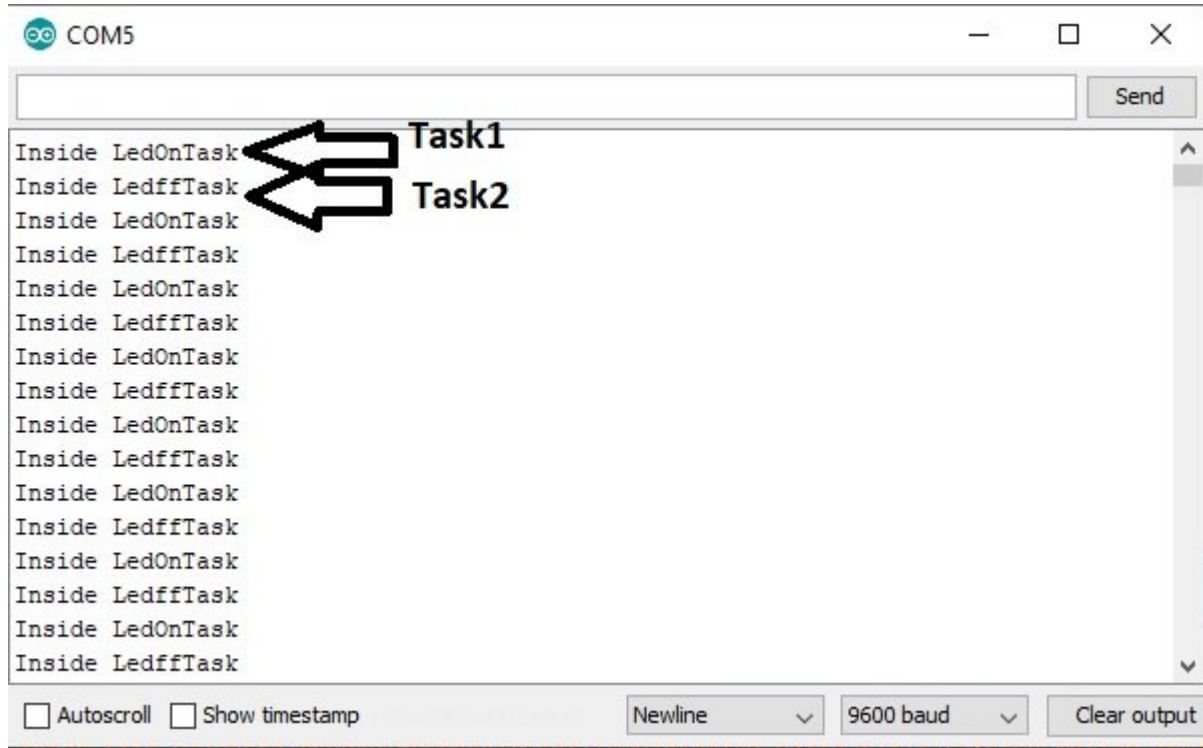 COM5
Send
Inside LedOnTask Task1
Inside LedffTask Task2
Inside LedOnTask
Inside LedffTask
Inside LedOnTask
Inside LedffTask
Inside LedOnTask
Inside LedffTask
Inside LedOnTask
Inside LedffTask
Inside LedOnTask
Inside LedffTask
Inside LedOnTask
Inside LedffTask
Inside LedOnTask
Inside LedffTask
Autoscroll Show timestamp Newline 9600 baud Clear output